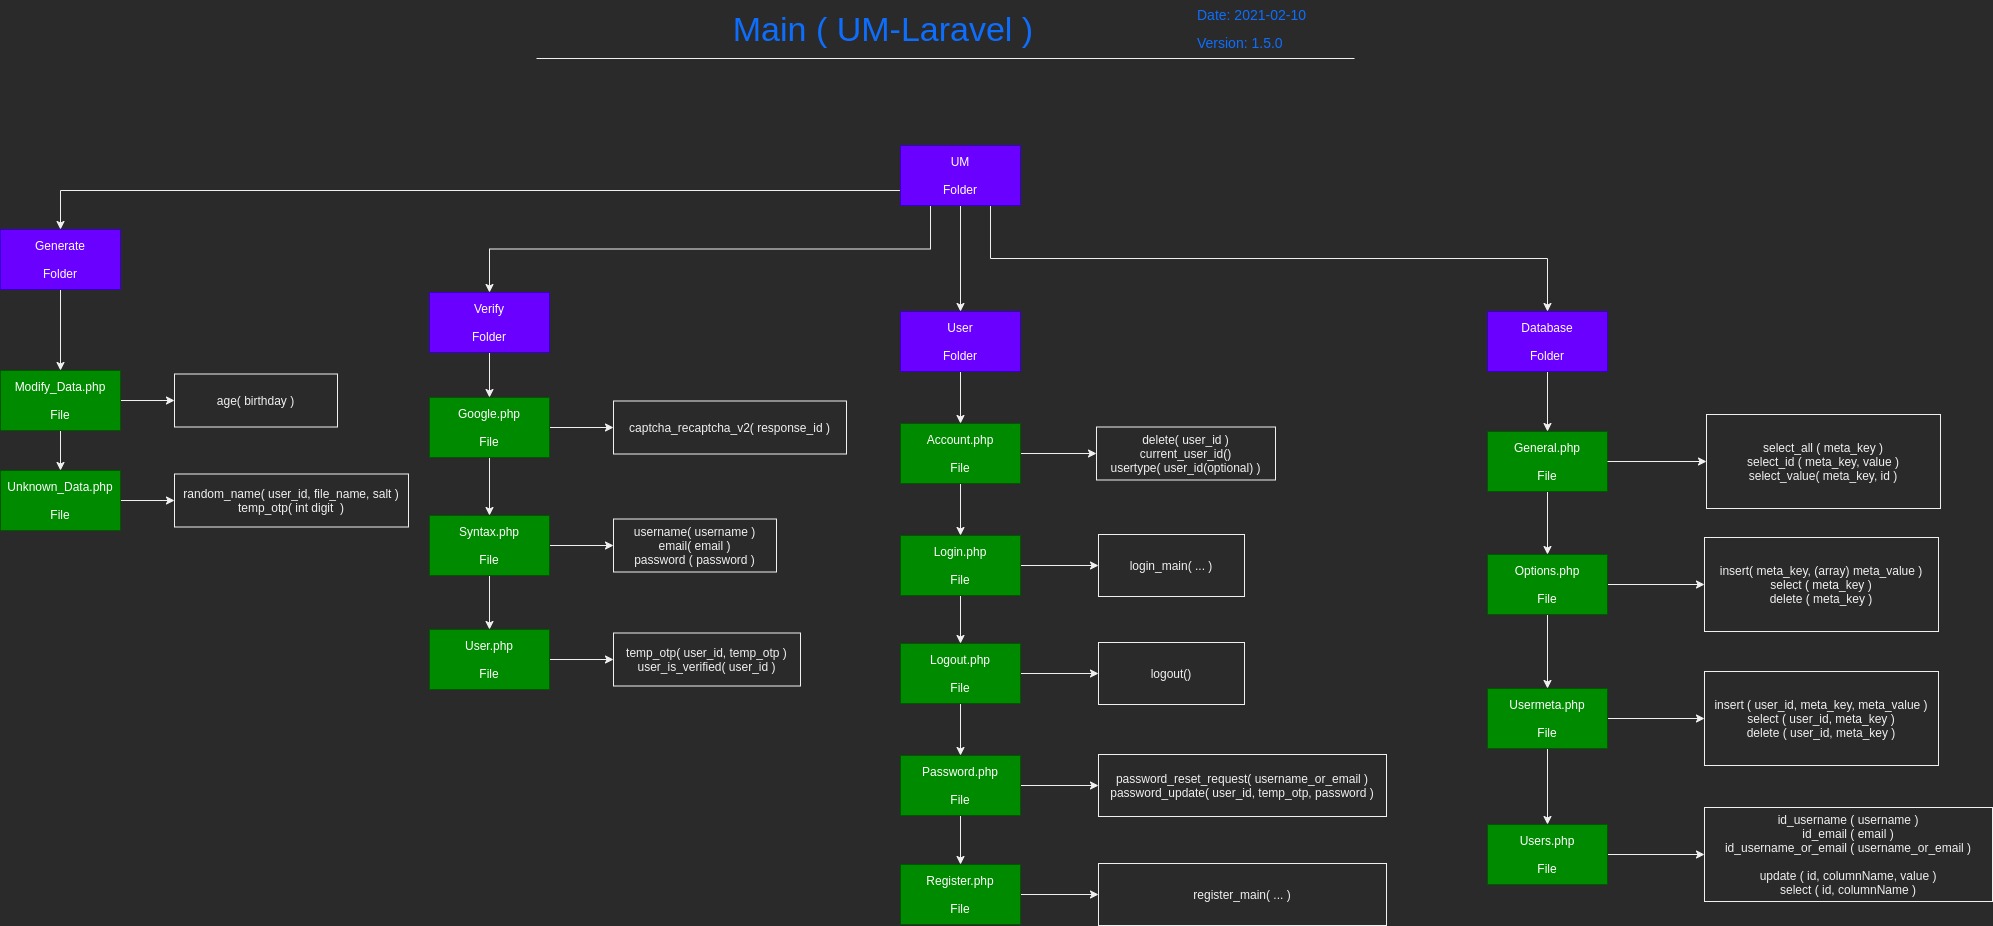 Main ( UM-Laravel )
Date: 2021-02-10
Version: 1.5.0
UM
Folder
Generate
Folder
Modify_Data.php
File
age( birthday )
Unknown_Data.php
File
random_name( user_id, file_name, salt )
temp_otp( int digit  )
Verify
Folder
Google.php
File
captcha_recaptcha_v2( response_id )
Syntax.php
File
username( username )
email( email )
password ( password )
User.php
File
temp_otp( user_id, temp_otp )
user_is_verified( user_id )
User
Folder
Account.php
File
delete( user_id )
current_user_id()
usertype( user_id(optional) )
Login.php
File
login_main( ... )
Logout.php
File
logout()
Password.php
File
password_reset_request( username_or_email )
password_update( user_id, temp_otp, password )
Register.php
File
register_main( ... )
Database
Folder
General.php
File
select_all ( meta_key )
select_id ( meta_key, value )
select_value( meta_key, id )
Options.php
File
insert( meta_key, (array) meta_value )
select ( meta_key )
delete ( meta_key )
Usermeta.php
File
insert ( user_id, meta_key, meta_value )
select ( user_id, meta_key )
delete ( user_id, meta_key )
Users.php
File
id_username ( username )
id_email ( email )
id_username_or_email ( username_or_email )
update ( id, columnName, value )
select ( id, columnName )